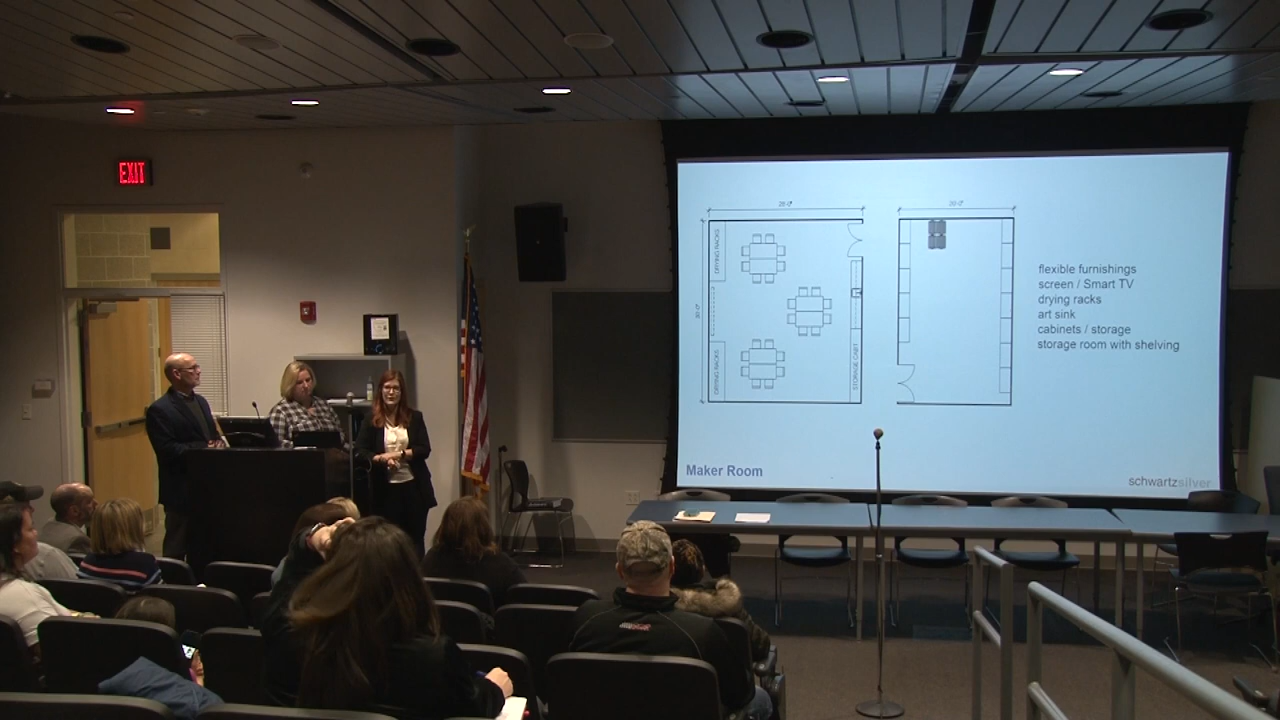 EXIT
DRYING RACKS
DRYING RACKS
STORAGE CABT
flexible furnishings
screen / Smart TV
drying racks
art sink
cabinets / storage
storage room with shelving
Maker Room
schwartzsilver